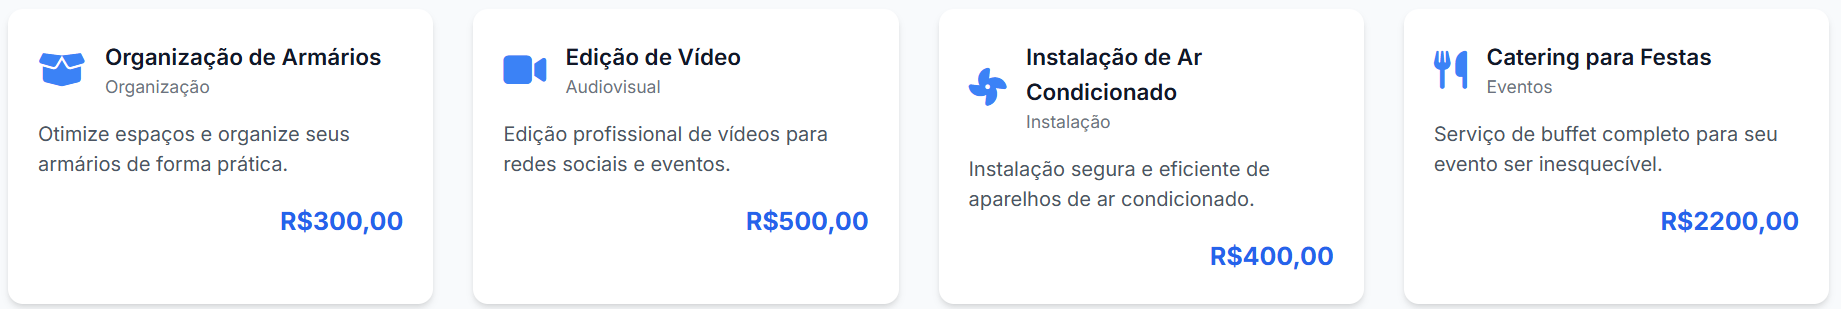 Organização de Armários
Organização
Otimize espaços e organize seus
armários de forma prática.
R$300,00
Edição de Vídeo
Audiovisual
Edição profissional de vídeos para
redes sociais e eventos.
R$500,00
Instalação de Ar
Condicionado
Instalação
Instalação segura e eficiente de
aparelhos de ar condicionado.
R$400,00
Catering para Festas
Eventos
Serviço de buffet completo para seu
evento ser inesquecível.
R$2200,00